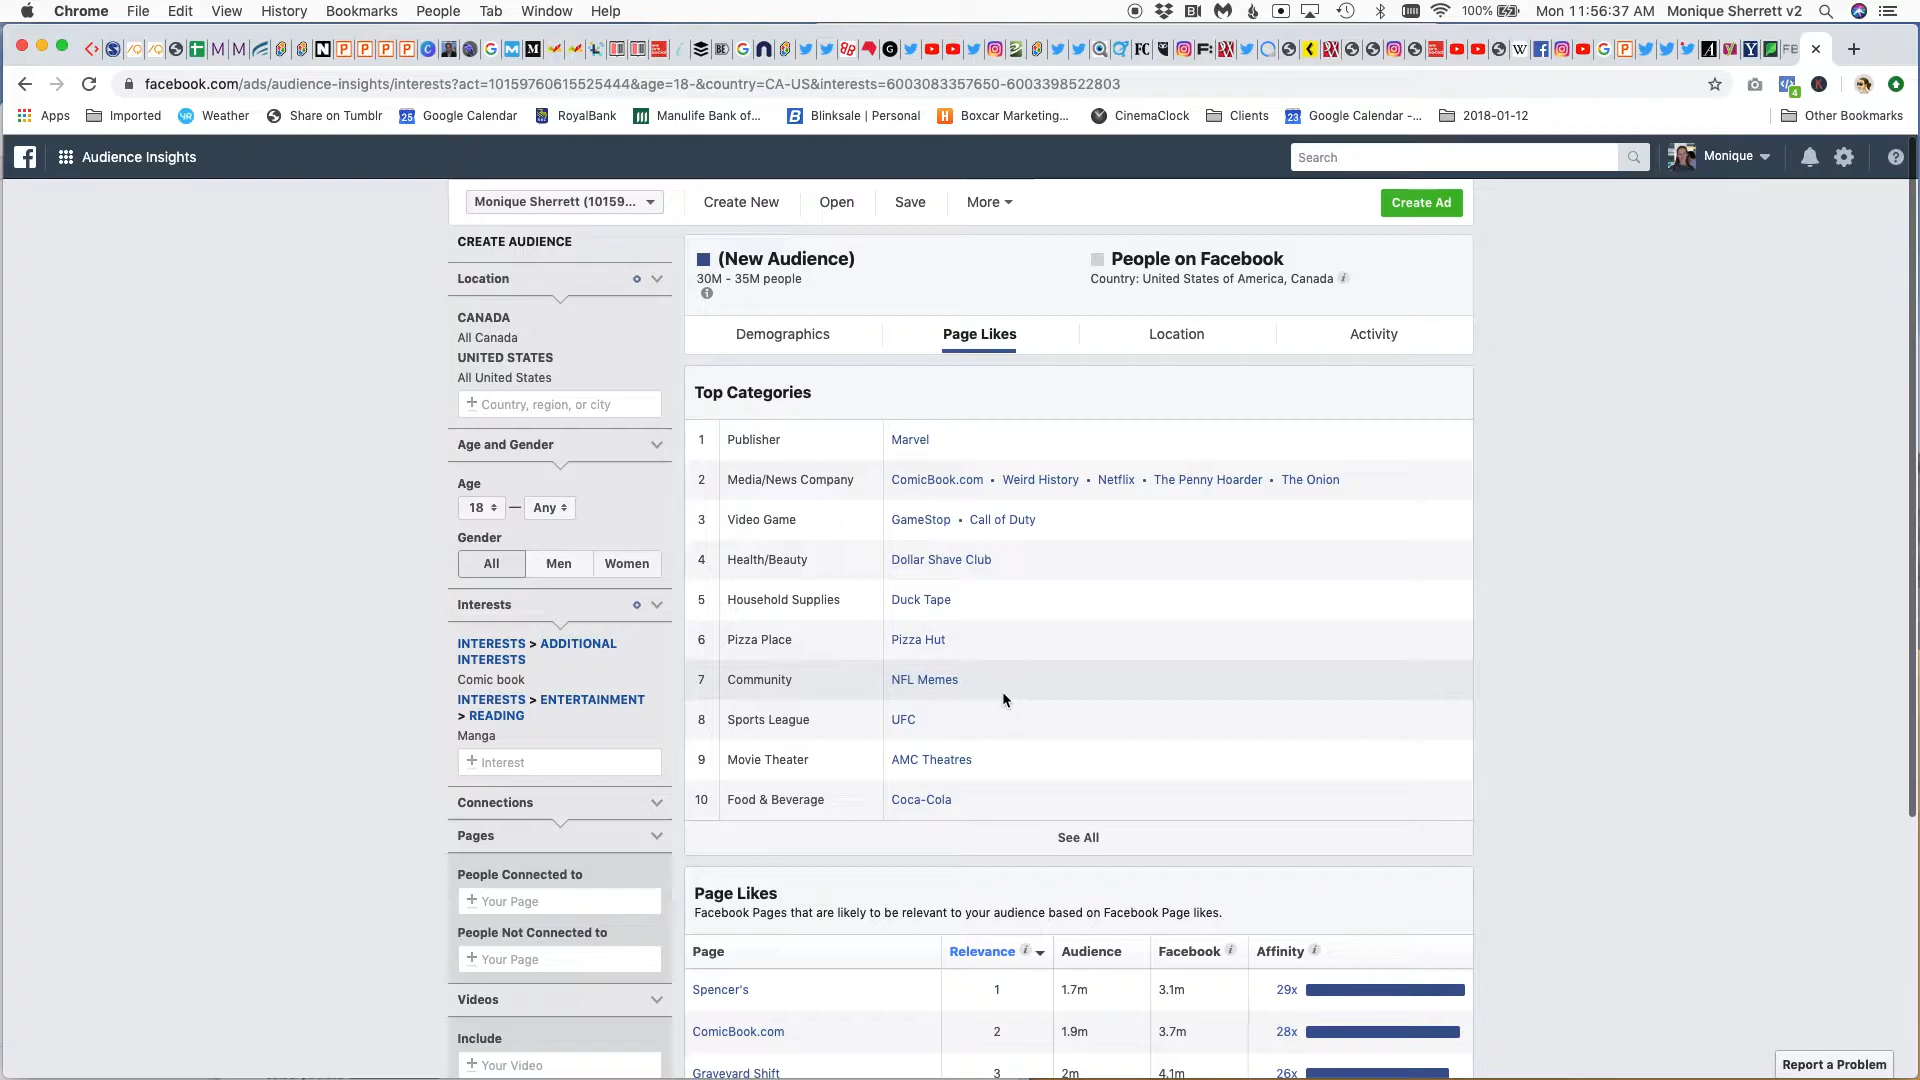 Chrome File Edit View History Bookmarks People Tab Window Help 100% Mon 11:56:37 AM Monique Sherrett v2
facebook.com/ads/audience-insights/interests?act=10159760615525444&age=18-&country=CA-US&interests=6003083357650-6003398522803
Apps Imported Weather Share on Tumblr Google Calendar RoyalBank Manulife Bank of... Blinksale | Personal Boxcar Marketing... CinemaClock Clients Google Calendar -... 2018-01-12 Other Bookmarks
Audience Insights Search Monique
Monique Sherrett (10159... Create New Open Save More Create Ad
CREATE AUDIENCE
Location
CANADA
All Canada
UNITED STATES
All United States
+ Country, region, or city
Age and Gender
Age
18 — Any
Gender
All Men Women
Interests
INTERESTS > ADDITIONAL
INTERESTS
Comic book
INTERESTS > ENTERTAINMENT
> READING
Manga
+ Interest
Connections
Pages
People Connected to
+ Your Page
People Not Connected to
+ Your Page
Videos
Include
+ Your Video
(New Audience)
30M - 35M people
People on Facebook
Country: United States of America, Canada
Demographics Page Likes Location Activity
Top Categories
1 Publisher Marvel
2 Media/News Company ComicBook.com • Weird History • Netflix • The Penny Hoarder • The Onion
3 Video Game GameStop • Call of Duty
4 Health/Beauty Dollar Shave Club
5 Household Supplies Duck Tape
6 Pizza Place Pizza Hut
7 Community NFL Memes
8 Sports League UFC
9 Movie Theater AMC Theatres
10 Food & Beverage Coca-Cola
See All
Page Likes
Facebook Pages that are likely to be relevant to your audience based on Facebook Page likes.
Page Relevance Audience Facebook Affinity
Spencer's 1 1.7m 3.1m 29x
ComicBook.com 2 1.9m 3.7m 28x
Graveyard Shift 3 2m 4.1m 26x
Report a Problem